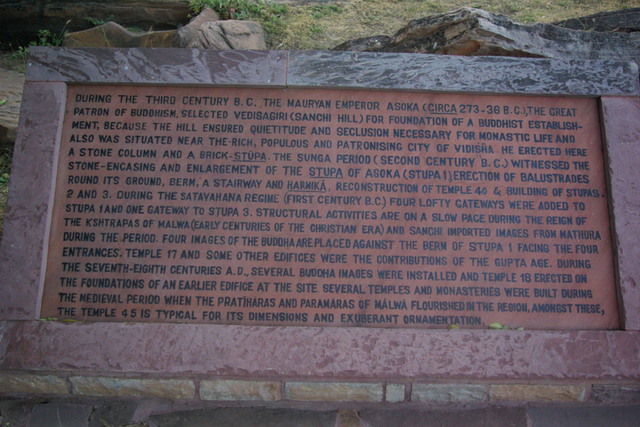 DURING THE THIRD CENTURY B.C. THE MAURYAN EMPEROR ASOKA (CIRCA 273-36 B.C.), THE GREAT
PATRON OF BUDDHISM, SELECTED VEDISAGIRI (SANCHI HILL) FOR FOUNDATION OF A BUDDHIST ESTABLISH-
MENT, BECAUSE THE HILL ENSURED QUIETITUDE AND SECLUSION NECESSARY FOR MONASTIC LIFE AND
ALSO WAS SITUATED NEAR THE-RICH, POPULOUS AND PATRONISING CITY OF VIDISHA. HE ERECTED HERE
A STONE COLUMN AND A BRICK-STŪPA. THE SUNGA PERIOD (SECOND CENTURY B.C.) WITNESSED THE
STONE-ENCASING AND ENLARGEMENT OF THE STUPA OF ASOKA (STUPA 1), ERECTION OF BALUSTRADES
ROUND ITS GROUND, BERM, A STAIRWAY AND HARMIKĀ. RECONSTRUCTION OF TEMPLE 40 & BUILDING OF STUPAS
2 AND 3. DURING THE SATAVAHANA REGIME (FIRST CENTURY B.C) FOUR LOFTY GATEWAYS WERE ADDED TO
STUPA 1 AND ONE GATEWAY TO STUPA 3. STRUCTURAL ACTIVITIES ARE ON A SLOW PACE DURING THE REIGN OF
THE KSHTRAPAS OF MALWA (EARLY CENTURIES OF THE CHRISTIAN ERA) AND SANCHI IMPORTED IMAGES FROM MATHURA
DURING THE PERIOD. FOUR IMAGES OF THE BUDDHA ARE PLACED AGAINST THE BERM OF STUPA 1 FACING THE FOUR
ENTRANCES. TEMPLE 17 AND SOME OTHER EDIFICES WERE THE CONTRIBUTIONS OF THE GUPTA AGE. DURING
THE SEVENTH-EIGHTH CENTURIES A.D., SEVERAL BUDDHA IMAGES WERE INSTALLED AND TEMPLE 18 ERECTED ON
THE FOUNDATIONS OF AN EARLIER EDIFICE AT THE SITE. SEVERAL TEMPLES AND MONASTERIES WERE BUILT DURING
THE MEDIEVAL PERIOD WHEN THE PRATĪHĀRAS AND PARAMĀRAS OF MĀLWĀ FLOURISHED IN THE REGION, AMONGST THESE,
THE TEMPLE 45 IS TYPICAL FOR ITS DIMENSIONS AND EXUBERANT ORNAMENTATION.